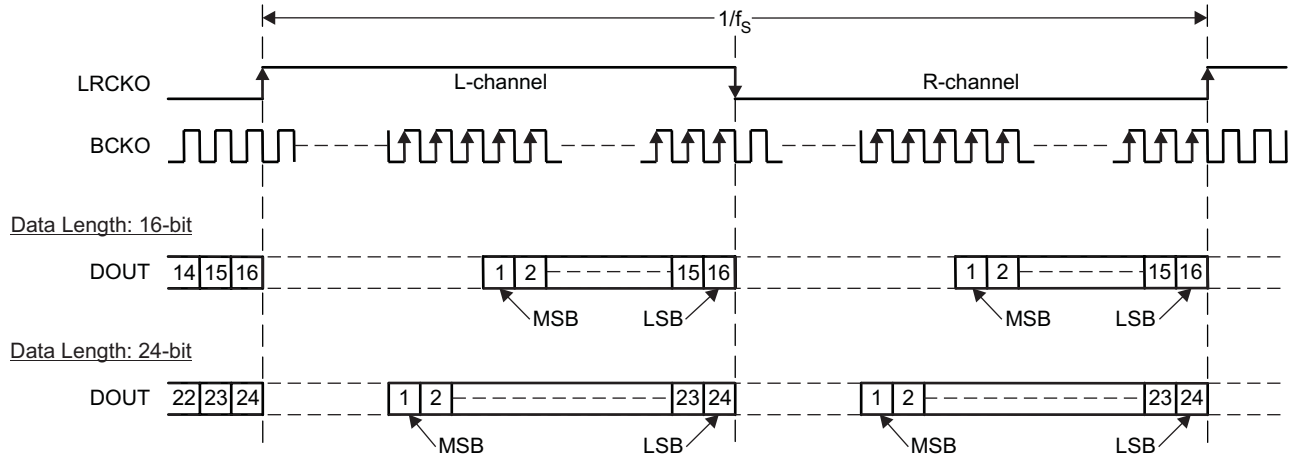 1/fS
LRCKO L-channel R-channel
BCKO
Data Length: 16-bit
DOUT 14 15 16 1 2 15 16 1 2 15 16
MSB LSB MSB LSB
Data Length: 24-bit
DOUT 22 23 24 1 2 23 24 1 2 23 24
MSB LSB MSB LSB